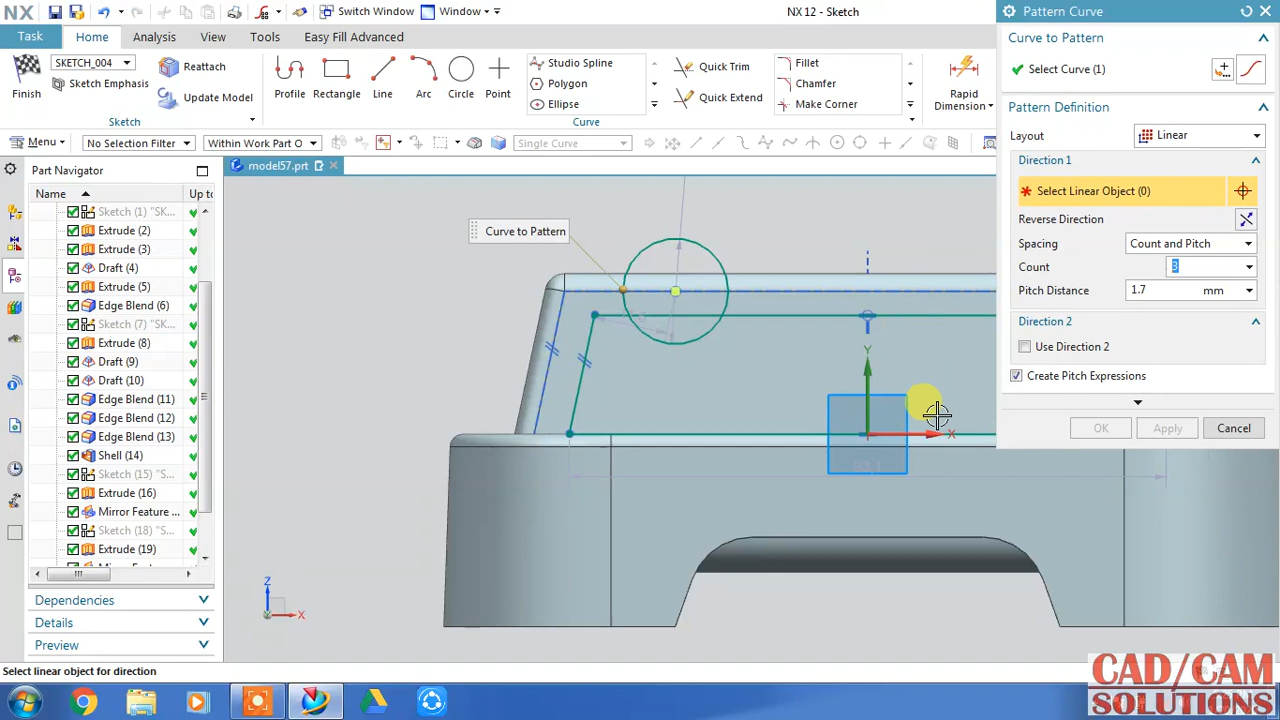 NX
Switch Window
Window
NX 12 - Sketch
Pattern Curve
Task
Home
Analysis
View
Tools
Easy Fill Advanced
Curve to Pattern
SKETCH_004
Reattach
Studio Spline
Quick Trim
Fillet
Select Curve (1)
Sketch Emphasis
Polygon
Chamfer
Finish
Update Model
Profile
Rectangle
Line
Arc
Circle
Point
Ellipse
Quick Extend
Make Corner
Rapid
Dimension
Sketch
Curve
Pattern Definition
Menu
No Selection Filter
Within Work Part O
Single Curve
Layout
Linear
Part Navigator
model57.prt
Direction 1
Name
Up to
Select Linear Object (0)
Sketch (1) "SK...
Extrude (2)
Extrude (3)
Draft (4)
Extrude (5)
Edge Blend (6)
Sketch (7) "SK...
Extrude (8)
Draft (9)
Draft (10)
Edge Blend (11)
Edge Blend (12)
Edge Blend (13)
Shell (14)
Sketch (15) "S...
Extrude (16)
Mirror Feature ...
Sketch (18) "S...
Extrude (19)
Reverse Direction
Spacing
Count and Pitch
Count
3
Pitch Distance
1.7
mm
Direction 2
Use Direction 2
Create Pitch Expressions
OK
Apply
Cancel
Curve to Pattern
Y
X
93.1
Z
X
Y
Dependencies
Details
Preview
Select linear object for direction
CAD/CAM
SOLUTIONS